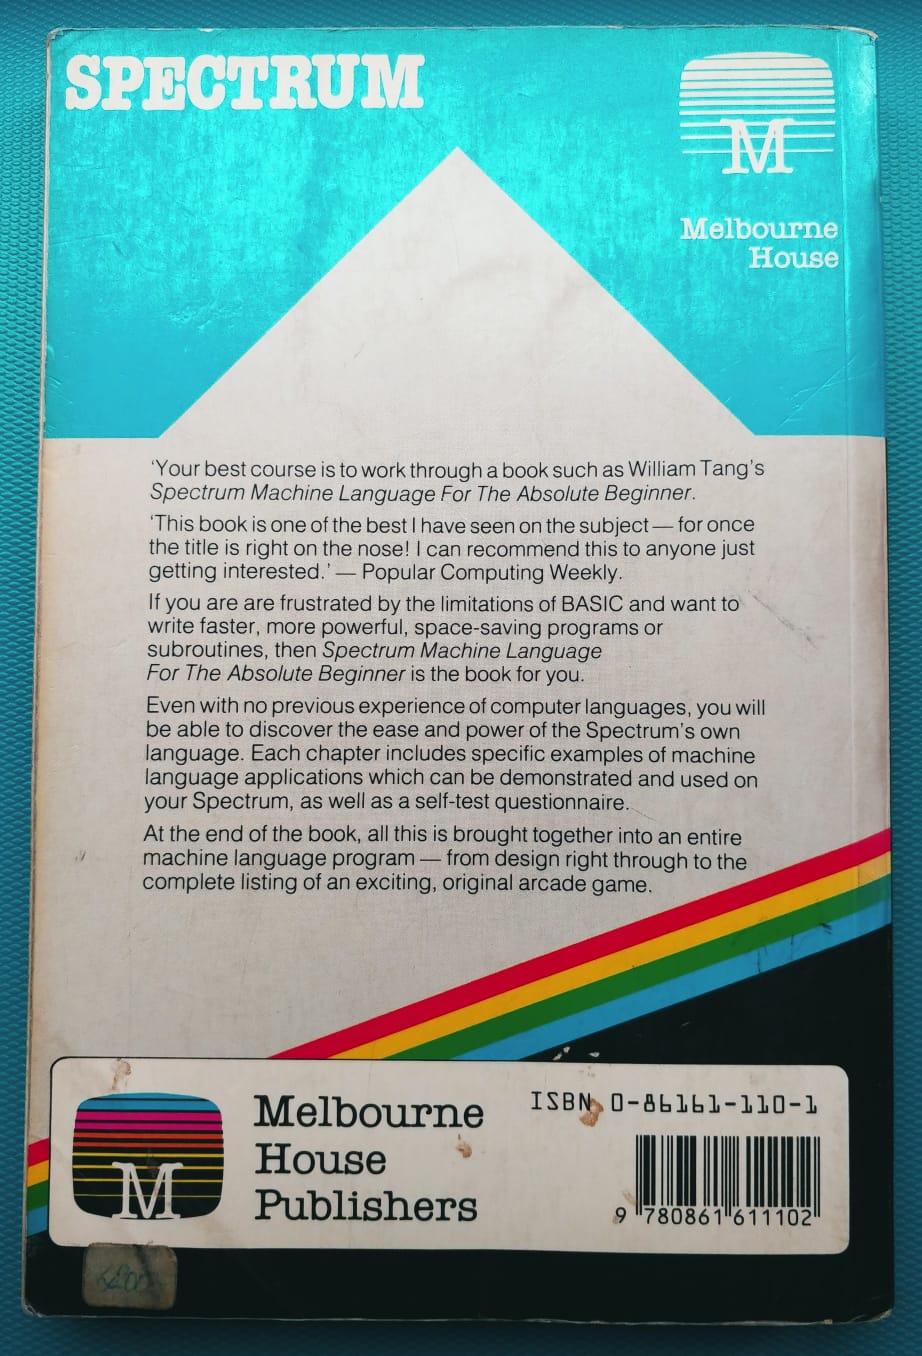 SPECTRUM
M
Melbourne
House
‘Your best course is to work through a book such as William Tang’s
Spectrum Machine Language For The Absolute Beginner.
‘This book is one of the best I have seen on the subject — for once
the title is right on the nose! I can recommend this to anyone just
getting interested.’ — Popular Computing Weekly.
If you are are frustrated by the limitations of BASIC and want to
write faster, more powerful, space-saving programs or
subroutines, then Spectrum Machine Language
For The Absolute Beginner is the book for you.
Even with no previous experience of computer languages, you will
be able to discover the ease and power of the Spectrum’s own
language. Each chapter includes specific examples of machine
language applications which can be demonstrated and used on
your Spectrum, as well as a self-test questionnaire.
At the end of the book, all this is brought together into an entire
machine language program — from design right through to the
complete listing of an exciting, original arcade game.
M
Melbourne
House
Publishers
ISBN 0-86161-110-1
9 780861 611102